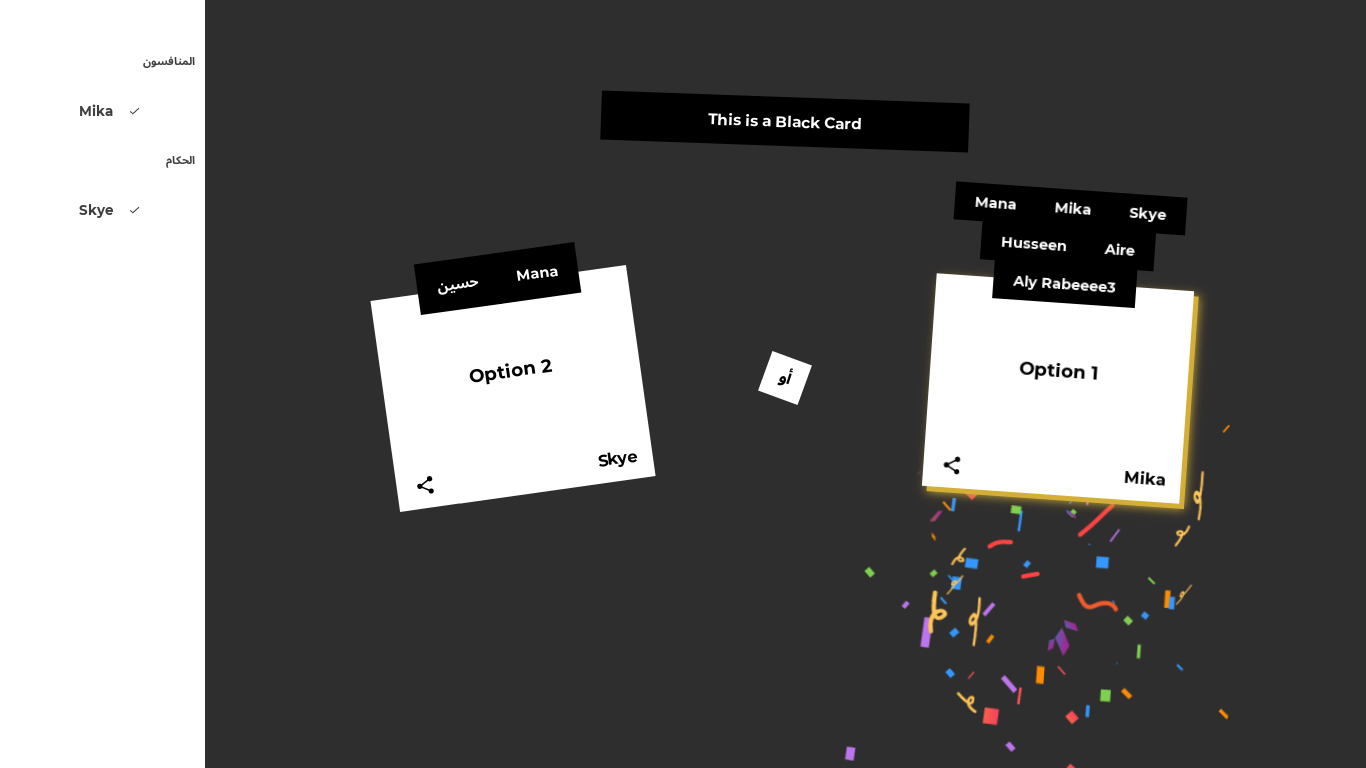 المنافسون
Mika
الحكام
Skye
This is a Black Card
Mana Mika Skye
Husseen Aire
Aly Rabeeee3
Option 1
Mika
أو
حسين Mana
Option 2
Skye